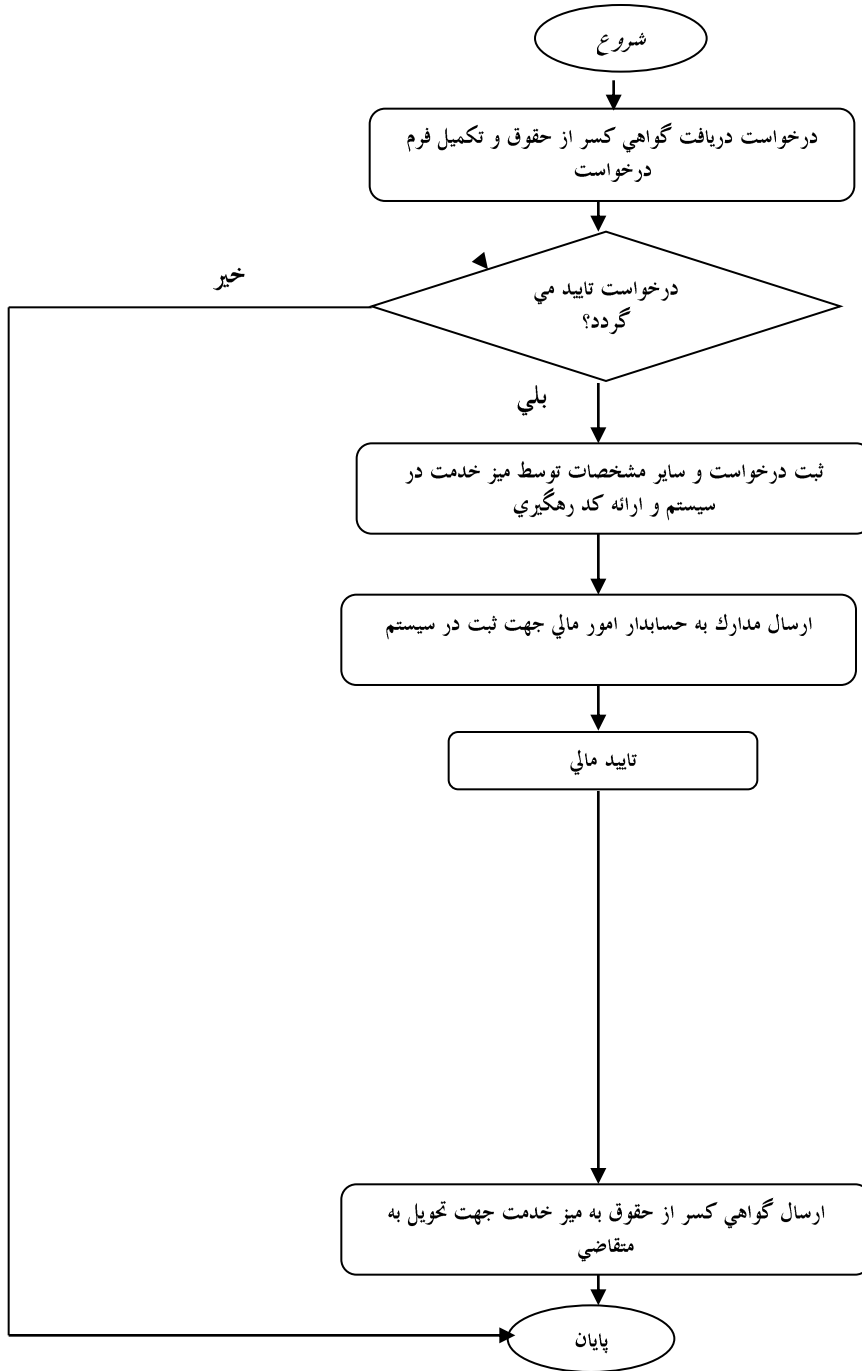 شروع
درخواست دريافت گواهي كسر از حقوق و تكميل فرم
درخواست
خير
درخواست تاييد مي
گردد؟
بلي
ثبت درخواست و ساير مشخصات توسط ميز خدمت در
سيستم و ارائه كد رهگيري
ارسال مدارك به حسابدار امور مالي جهت ثبت در سيستم
تاييد مالي
ارسال گواهي كسر از حقوق به ميز خدمت جهت تحويل به
متقاضي
پايان